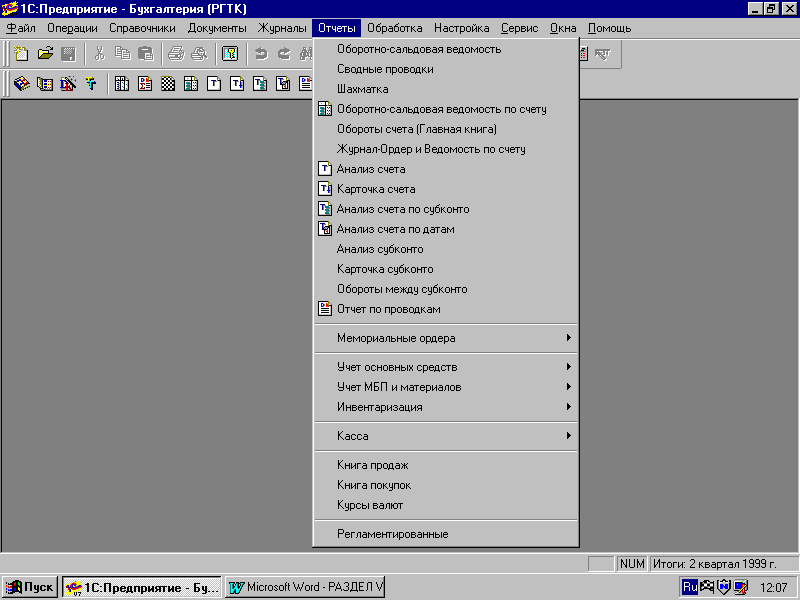 1С:Предприятие - Бухгалтерия (РГТК)
Файл Операции Справочники Документы Журналы Отчеты Обработка Настройка Сервис Окна Помощь
Оборотно-сальдовая ведомость
Сводные проводки
Шахматка
Оборотно-сальдовая ведомость по счету
Обороты счета (Главная книга)
Журнал-Ордер и Ведомость по счету
Анализ счета
Карточка счета
Анализ счета по субконто
Анализ счета по датам
Анализ субконто
Карточка субконто
Обороты между субконто
Отчет по проводкам
Мемориальные ордера
Учет основных средств
Учет МБП и материалов
Инвентаризация
Касса
Книга продаж
Книга покупок
Курсы валют
Регламентированные
NUM Итоги: 2 квартал 1999 г.
Пуск 1С:Предприятие - Бу... Microsoft Word - РАЗДЕЛ V Ru 12:07